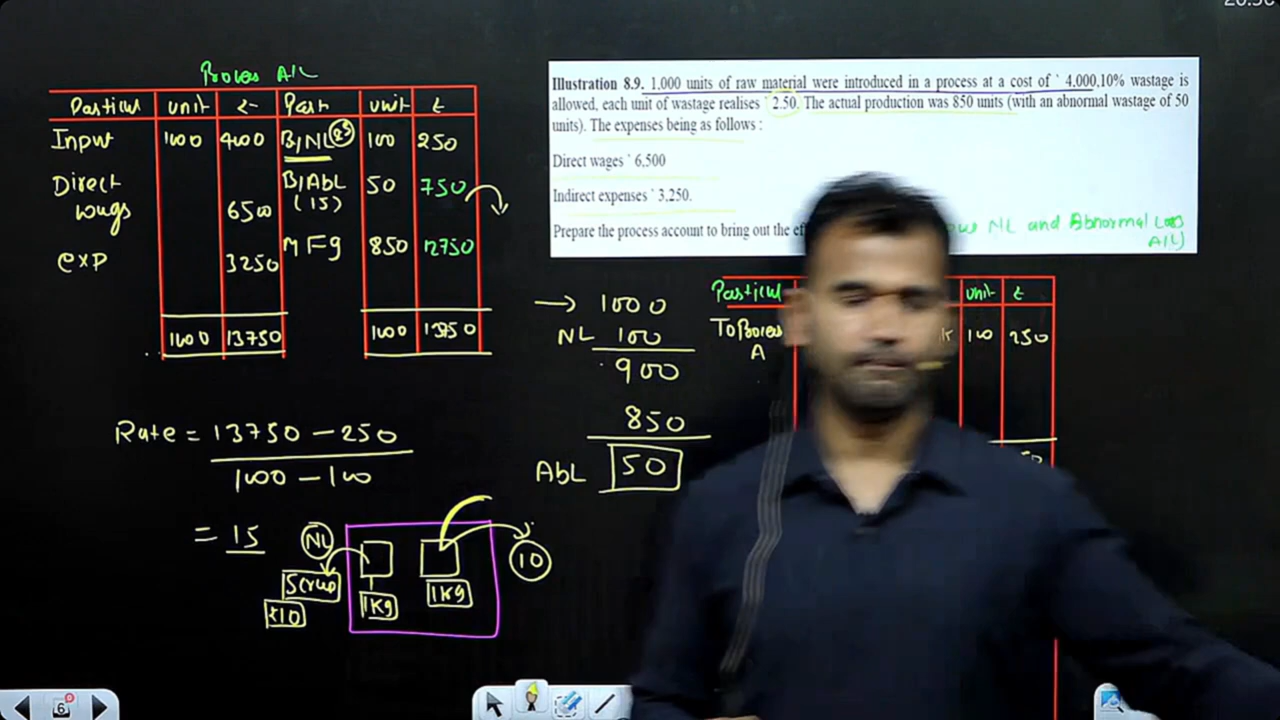 Process A/c
Particul unit ₹ Part unit ₹
Input 1000 4000 B/NL 2.5 100 250
Direct wages 6500 B/AbL (15) 50 750
exp 3250 M Fg 850 12750
1000 13750 1000 13750
Rate = 13750 - 250
1000 - 100
= 15
NL
Scrap
₹10
1Kg
1Kg
10
Illustration 8.9. 1,000 units of raw material were introduced in a process at a cost of ` 4,000,10% wastage is
allowed, each unit of wastage realises ` 2.50. The actual production was 850 units (with an abnormal wastage of 50
units). The expenses being as follows :
Direct wages ` 6,500
Indirect expenses ` 3,250.
Prepare the process account to bring out the
NL and Abnormal Loss
A/c)
→ 1000
NL 100
900
850
AbL 50
Particul unit ₹
To Process A 100 250
6